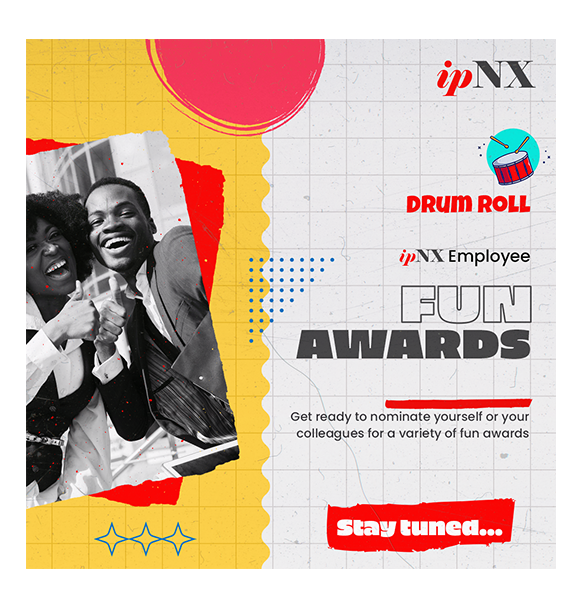 ipNX
DRUM ROLL
ipNX Employee
FUN
AWARDS
Get ready to nominate yourself or your
colleagues for a variety of fun awards
Stay tuned...